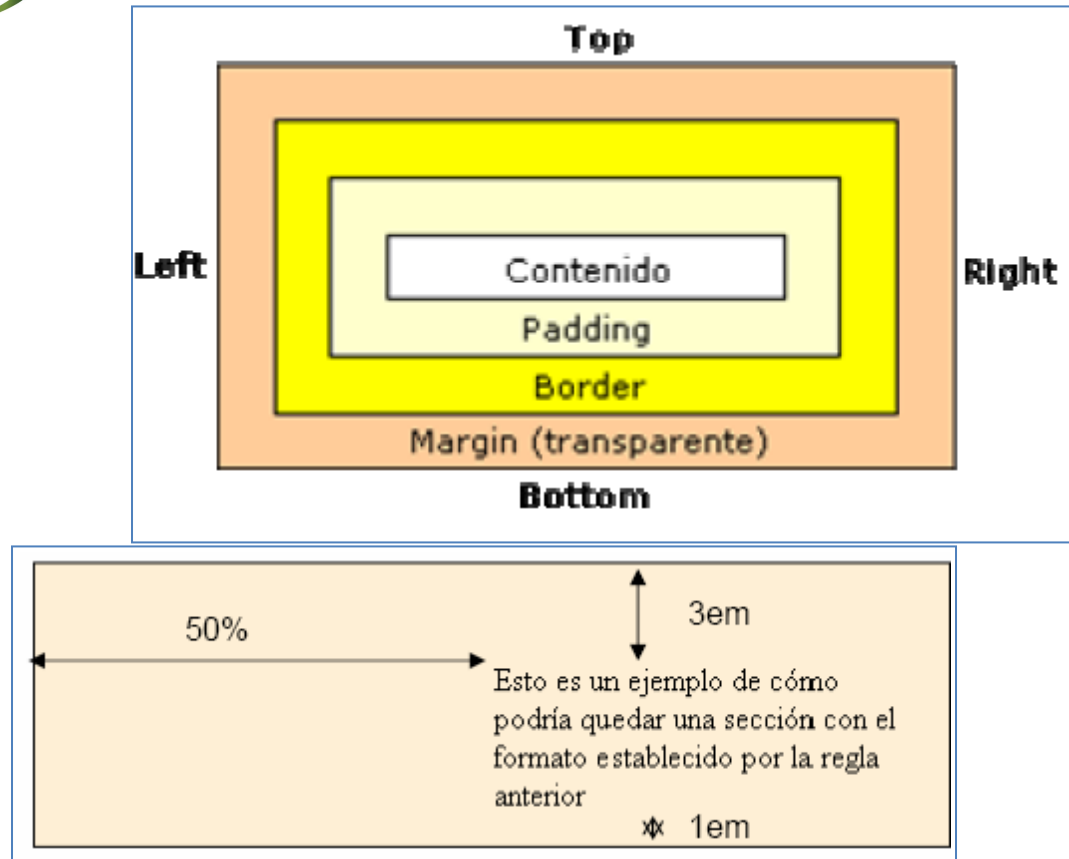 Top
Left
Right
Contenido
Padding
Border
Margin (transparente)
Bottom
50%
3em
Esto es un ejemplo de cómo
podría quedar una sección con el
formato establecido por la regla
anterior
1em